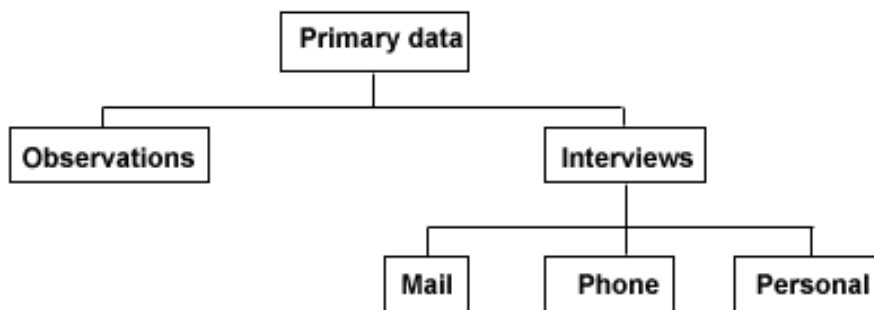 Primary data
Observations
Interviews
Mail
Phone
Personal